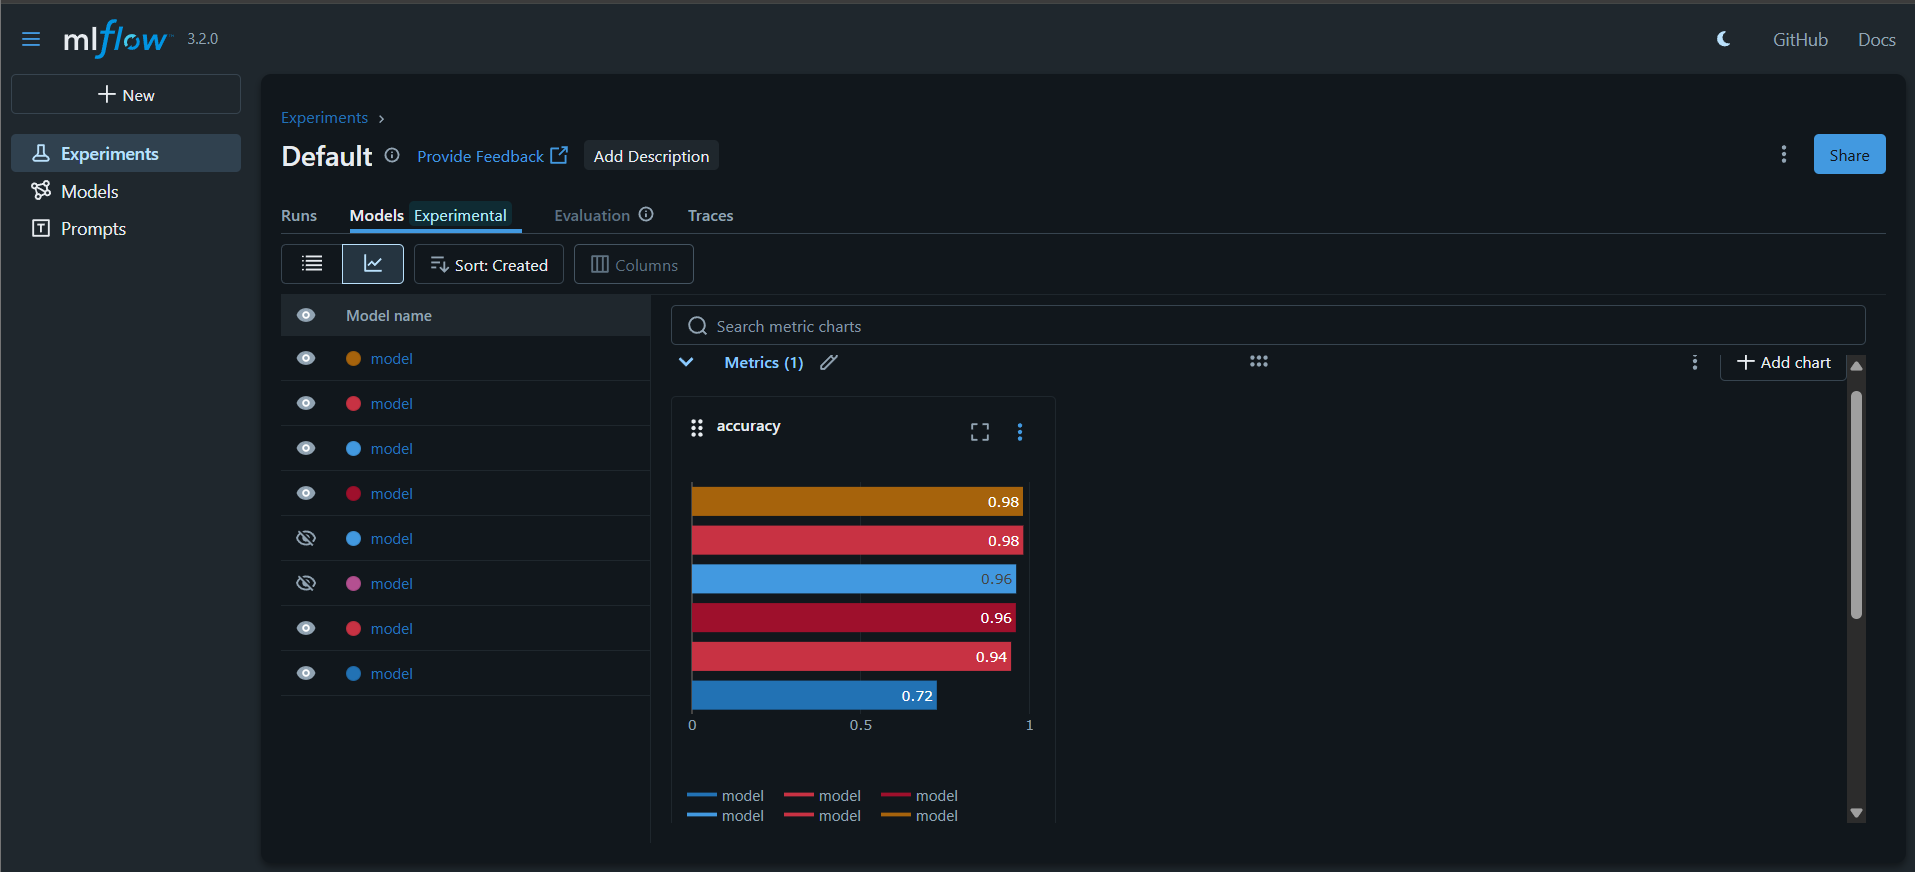 mlflow™ 3.2.0
GitHub Docs
New
Experiments
Models
Prompts
Experiments ›
Default Provide Feedback Add Description
Share
Runs Models Experimental Evaluation Traces
Sort: Created Columns
Model name
model
model
model
model
model
model
model
model
Search metric charts
Metrics (1)
Add chart
accuracy
0.98
0.98
0.96
0.96
0.94
0.72
0 0.5 1
model model model
model model model